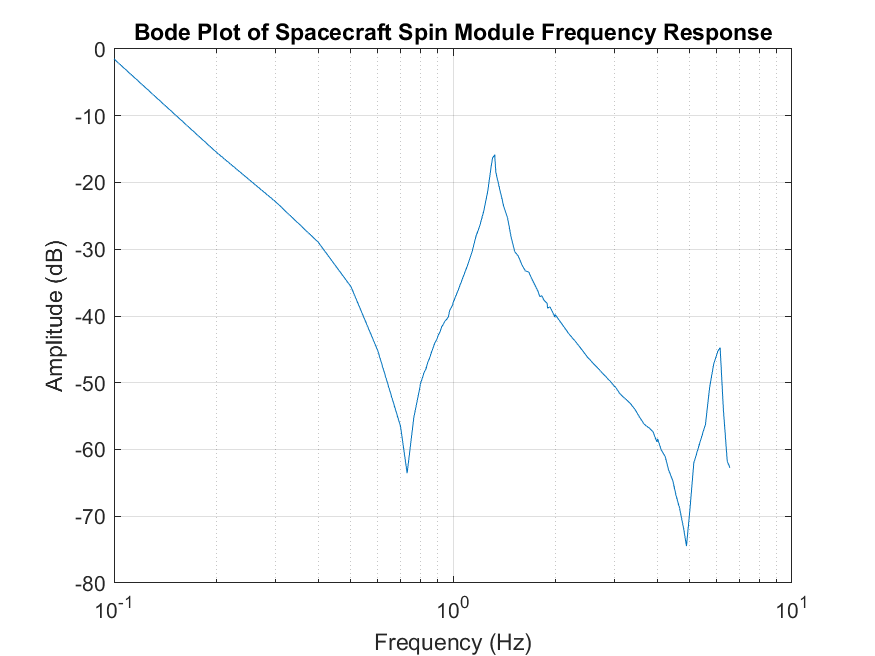 Bode Plot of Spacecraft Spin Module Frequency Response
0
-10
-20
-30
-40
-50
-60
-70
-80
Amplitude (dB)
10^-1 10^0 10^1
Frequency (Hz)